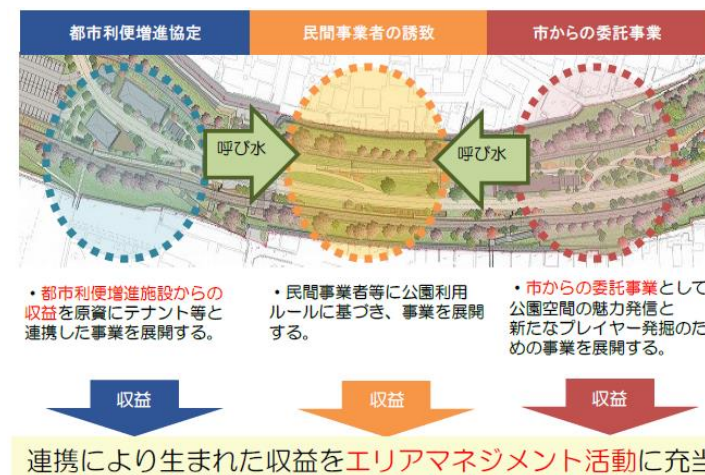 都市利便増進協定
民間事業者の誘致
市からの委託事業
呼び水
呼び水
・都市利便増進施設からの
収益を原資にテナント等と
連携した事業を展開する。
・民間事業者等に公園利用
ルールに基づき、事業を展開
する。
・市からの委託事業として
公園空間の魅力発信と
新たなプレイヤー発掘のた
めの事業を展開する。
収益
収益
収益
連携により生まれた収益をエリアマネジメント活動に充当